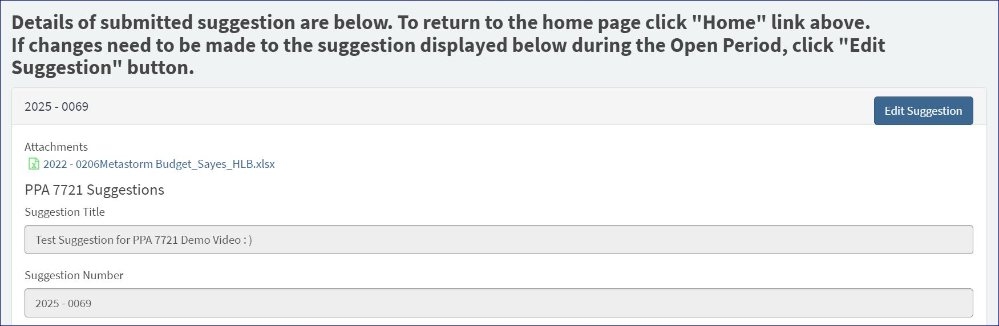 Details of submitted suggestion are below. To return to the home page click "Home" link above.
If changes need to be made to the suggestion displayed below during the Open Period, click "Edit
Suggestion" button.
2025 - 0069
Edit Suggestion
Attachments
2022 - 0206Metastorm Budget_Sayes_HLB.xlsx
PPA 7721 Suggestions
Suggestion Title
Test Suggestion for PPA 7721 Demo Video : )
Suggestion Number
2025 - 0069